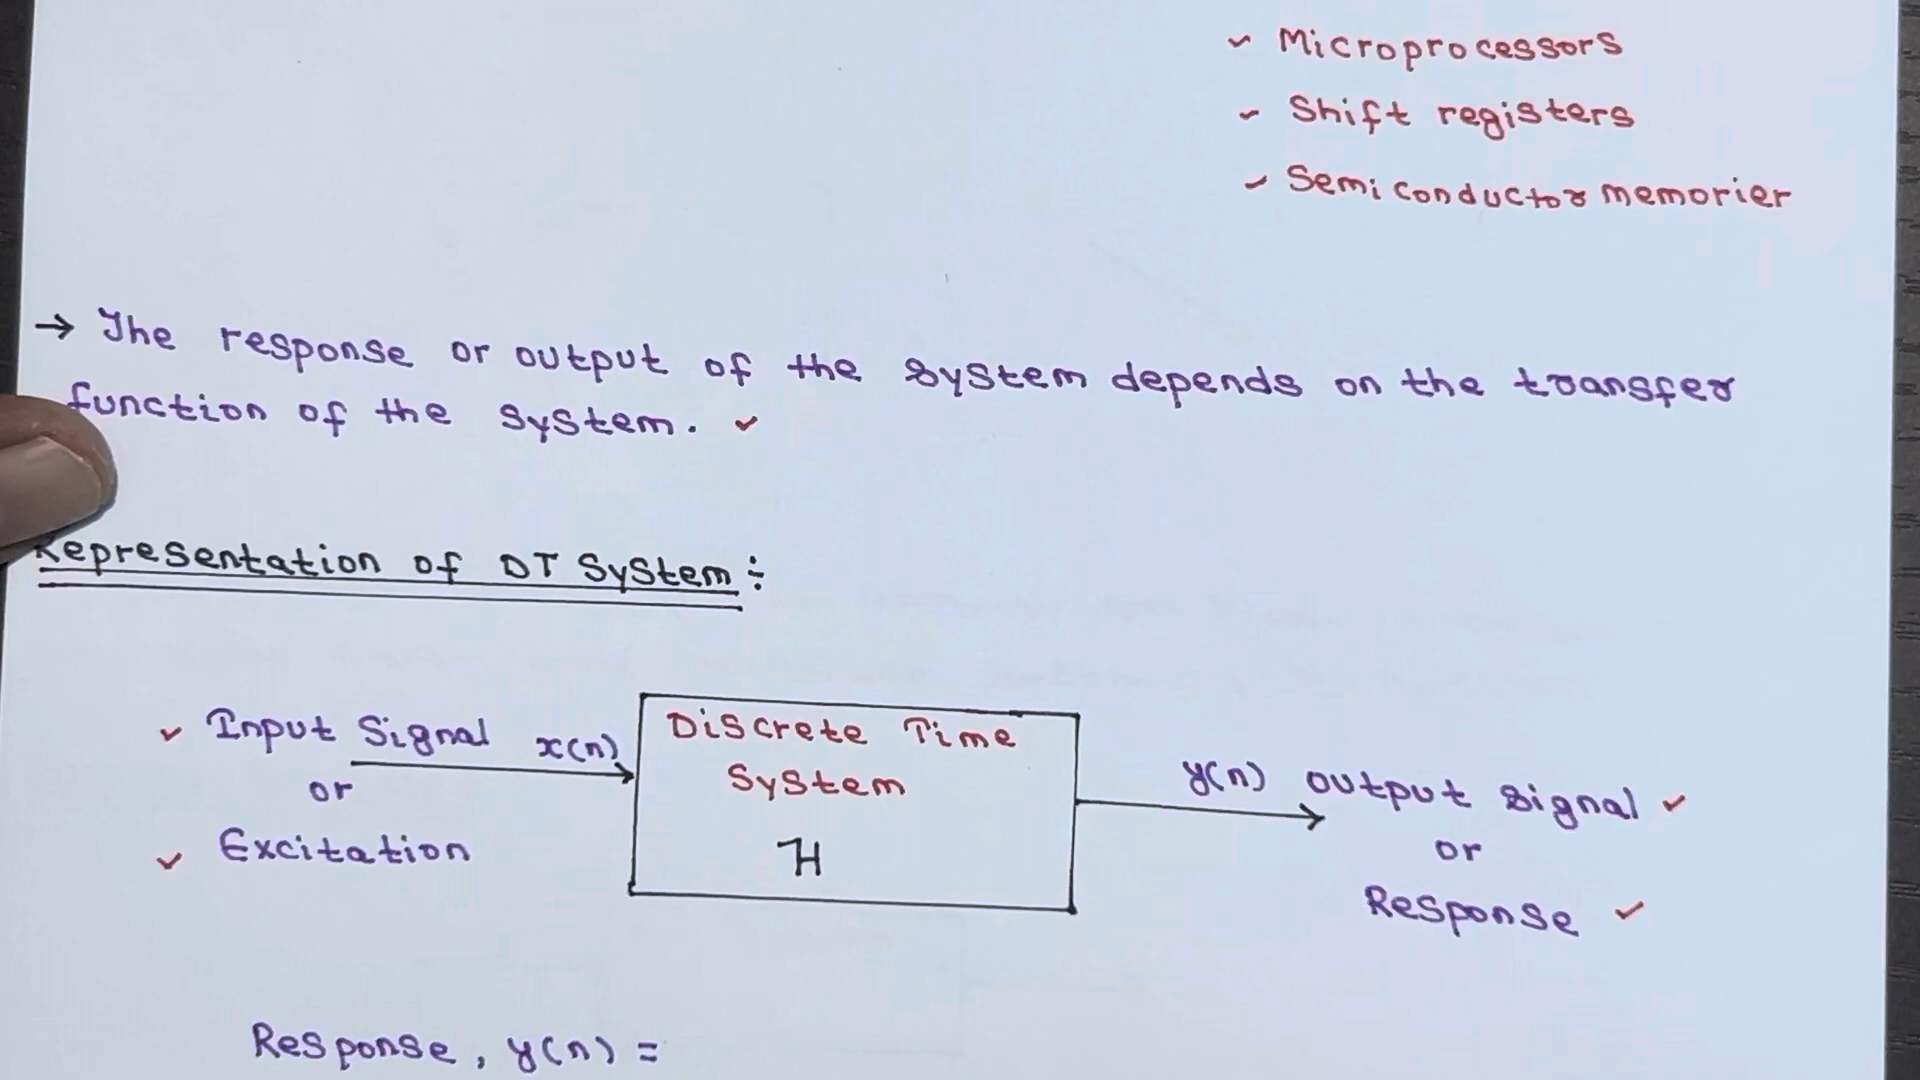 ✓ Microprocessors
✓ Shift registers
✓ Semiconductor memorier
→ The response or output of the system depends on the transfer
function of the system. ✓
Representation of DT System:
✓ Input Signal x(n)
or
✓ Excitation
Discrete Time
System
H
y(n) output signal ✓
or
Response ✓
Response, y(n) =